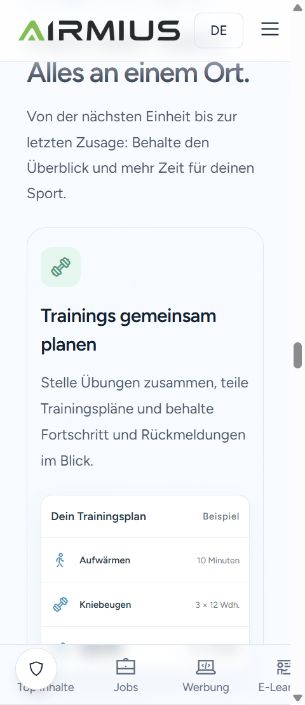 AIRMIUS
DE
Alles an einem Ort.
Von der nächsten Einheit bis zur
letzten Zusage: Behalte den
Überblick und mehr Zeit für deinen
Sport.
Trainings gemeinsam
planen
Stelle Übungen zusammen, teile
Trainingspläne und behalte
Fortschritt und Rückmeldungen
im Blick.
Dein Trainingsplan
Beispiel
Aufwärmen
10 Minuten
Kniebeugen
3 × 12 Wdh.
Jobs
Werbung